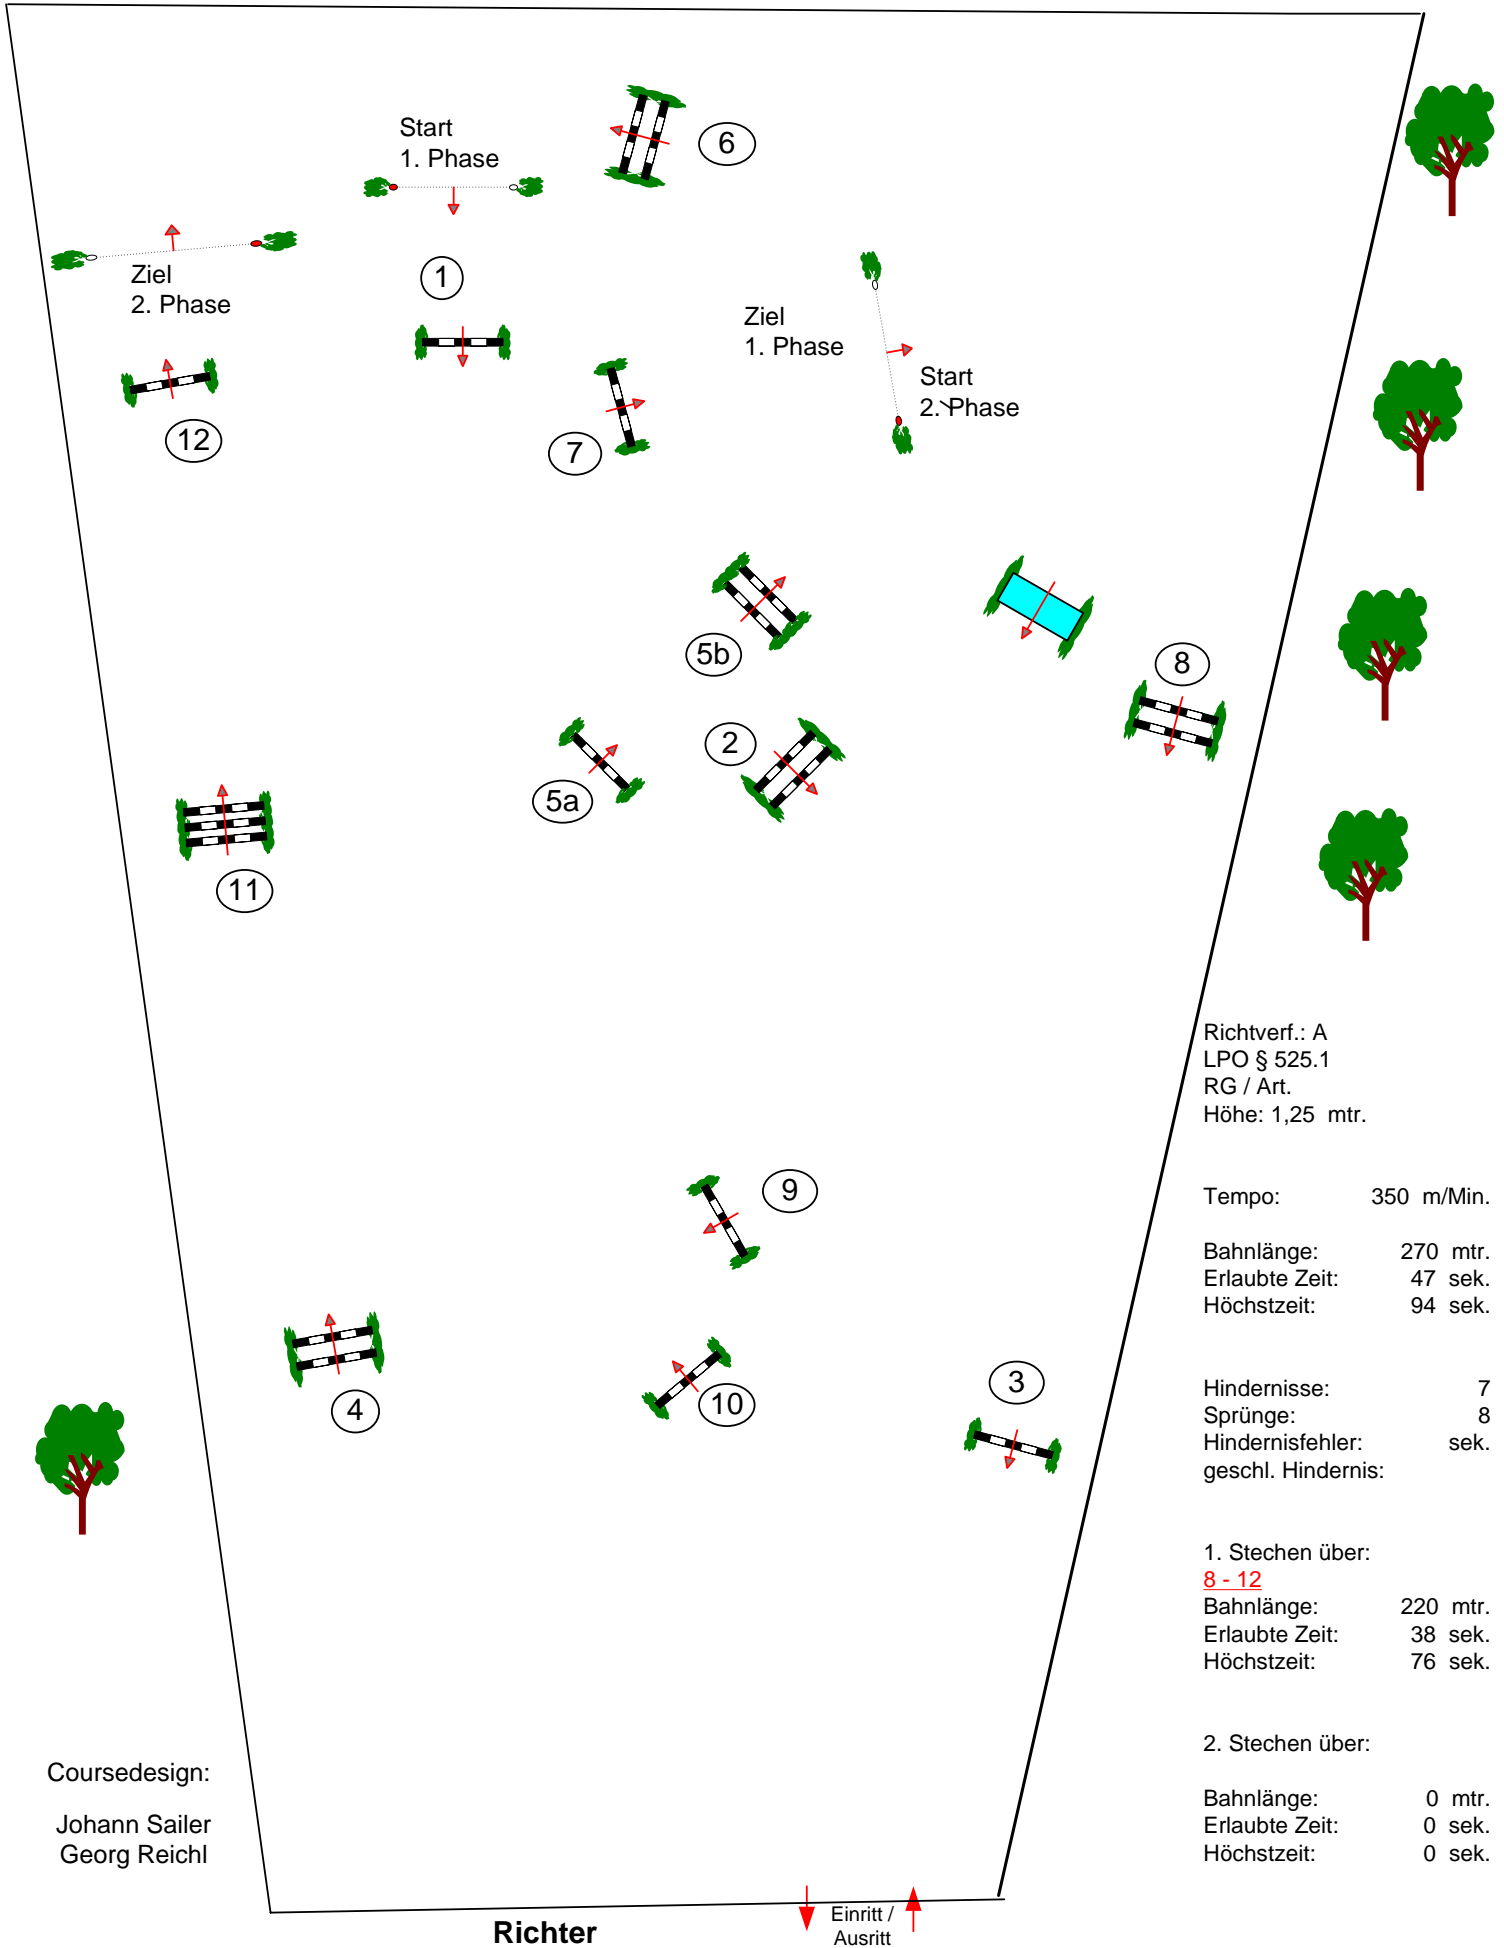 Start
1. Phase
6
Ziel
2. Phase
1
Ziel
1. Phase
Start
2. Phase
12
7
5b
8
2
5a
11
Richtverf.: A
LPO § 525.1
RG / Art.
Höhe: 1,25 mtr.
9
Tempo: 350 m/Min.
Bahnlänge: 270 mtr.
Erlaubte Zeit: 47 sek.
Höchstzeit: 94 sek.
4
10
3
Hindernisse: 7
Sprünge: 8
Hindernisfehler: sek.
geschl. Hindernis:
1. Stechen über:
8 - 12
Bahnlänge: 220 mtr.
Erlaubte Zeit: 38 sek.
Höchstzeit: 76 sek.
2. Stechen über:
Bahnlänge: 0 mtr.
Erlaubte Zeit: 0 sek.
Höchstzeit: 0 sek.
Coursedesign:
Johann Sailer
Georg Reichl
Richter
Einritt /
Ausritt